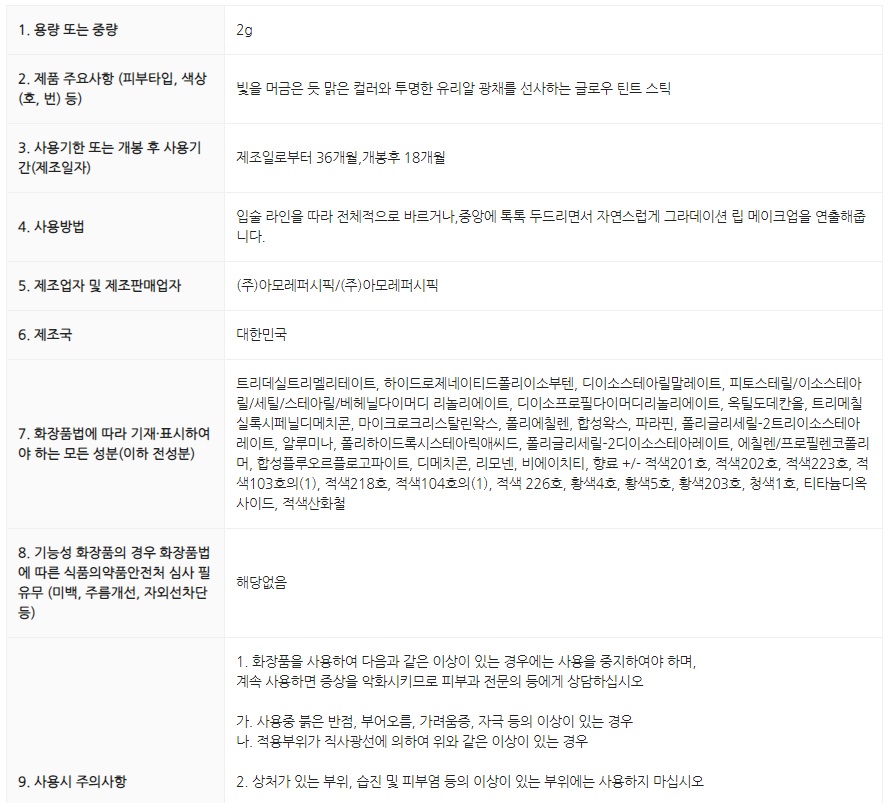 1. 용량 또는 중량
2g
2. 제품 주요사항 (피부타입, 색상
(호, 번) 등)
빛을 머금은 듯 맑은 컬러와 투명한 유리알 광채를 선사하는 글로우 틴트 스틱
3. 사용기한 또는 개봉 후 사용기
간(제조일자)
제조일로부터 36개월,개봉후 18개월
4. 사용방법
입술 라인을 따라 전체적으로 바르거나,중앙에 톡톡 두드리면서 자연스럽게 그라데이션 립 메이크업을 연출해줍
니다.
5. 제조업자 및 제조판매업자
(주)아모레퍼시픽/(주)아모레퍼시픽
6. 제조국
대한민국
7. 화장품법에 따라 기재·표시하여
야 하는 모든 성분(이하 전성분)
트리데실트리멜리테이트, 하이드로제네이티드폴리이소부텐, 디이소스테아릴말레이트, 피토스테릴/이소스테아
릴/세틸/스테아릴/베헤닐다이머디 리놀리에이트, 디이소프로필다이머디리놀리에이트, 옥틸도데칸올, 트리메칠
실록시페닐디메치콘, 마이크로크리스탈린왁스, 폴리에칠렌, 합성왁스, 파라핀, 폴리글리세릴-2트리이소스테아
레이트, 알루미나, 폴리하이드록시스테아릭애씨드, 폴리글리세릴-2디이소스테아레이트, 에칠렌/프로필렌코폴리
머, 합성플루오르플로고파이트, 디메치콘, 리모넨, 비에이치티, 향료 +/- 적색201호, 적색202호, 적색223호, 적
색103호의(1), 적색218호, 적색104호의(1), 적색 226호, 황색4호, 황색5호, 황색203호, 청색1호, 티타늄디옥
사이드, 적색산화철
8. 기능성 화장품의 경우 화장품법
에 따른 식품의약품안전처 심사 필
유무 (미백, 주름개선, 자외선차단
등)
해당없음
9. 사용시 주의사항
1. 화장품을 사용하여 다음과 같은 이상이 있는 경우에는 사용을 중지하여야 하며,
계속 사용하면 증상을 악화시키므로 피부과 전문의 등에게 상담하십시오
가. 사용중 붉은 반점, 부어오름, 가려움증, 자극 등의 이상이 있는 경우
나. 적용부위가 직사광선에 의하여 위와 같은 이상이 있는 경우
2. 상처가 있는 부위, 습진 및 피부염 등의 이상이 있는 부위에는 사용하지 마십시오